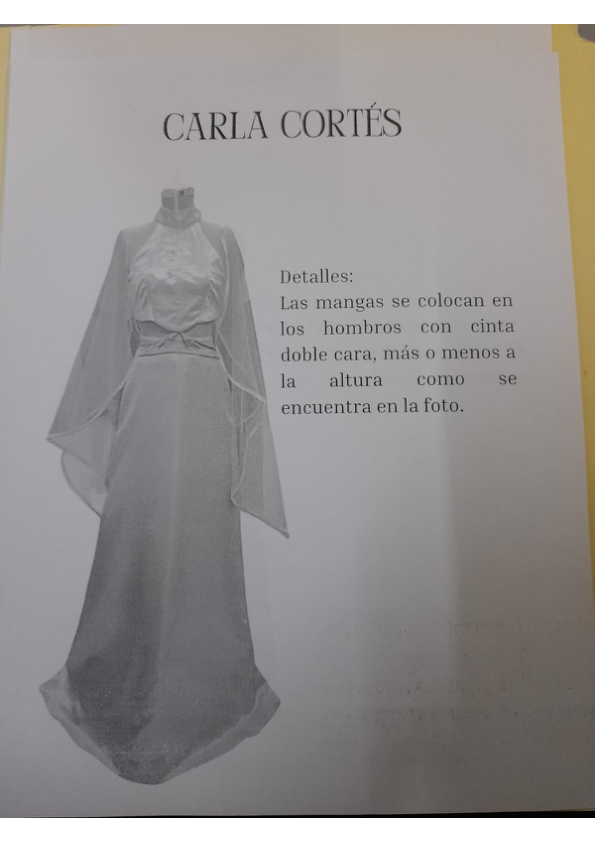 CARLA CORTÉS
Detalles:
Las mangas se colocan en
los hombros con cinta
doble cara, más o menos a
la altura como se
encuentra en la foto.